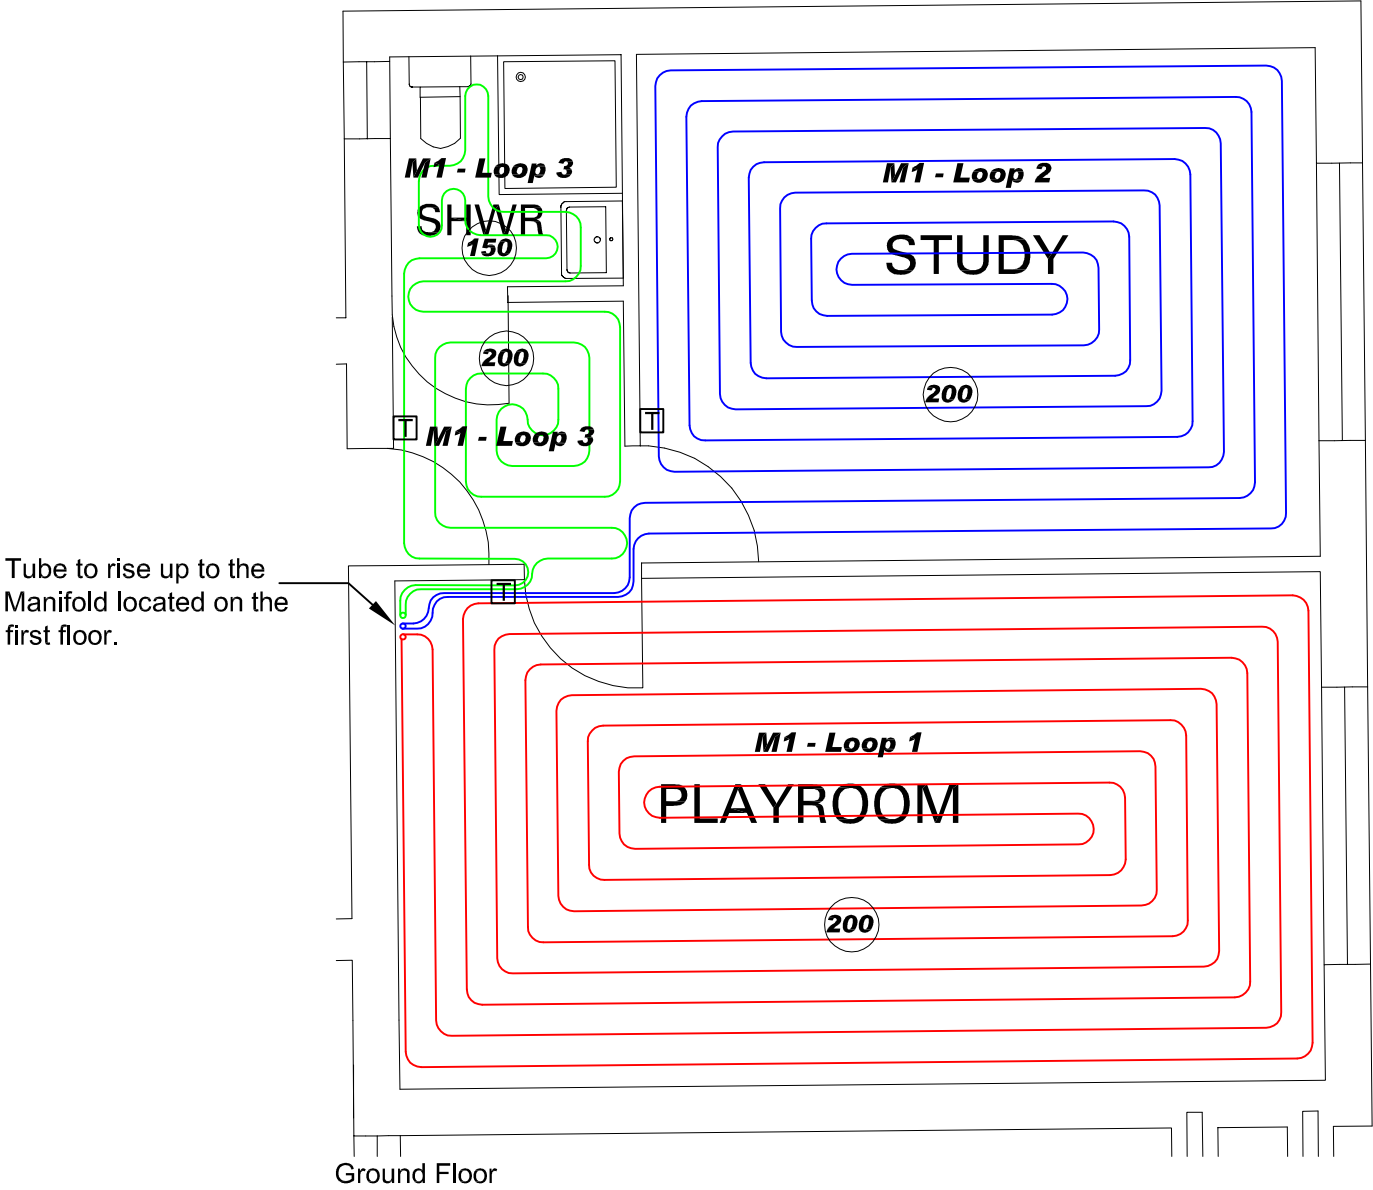 M1 - Loop 3
M1 - Loop 2
SHWR
150
STUDY
200
200
T
T
M1 - Loop 3
Tube to rise up to the
Manifold located on the
first floor.
T
M1 - Loop 1
PLAYROOM
200
Ground Floor